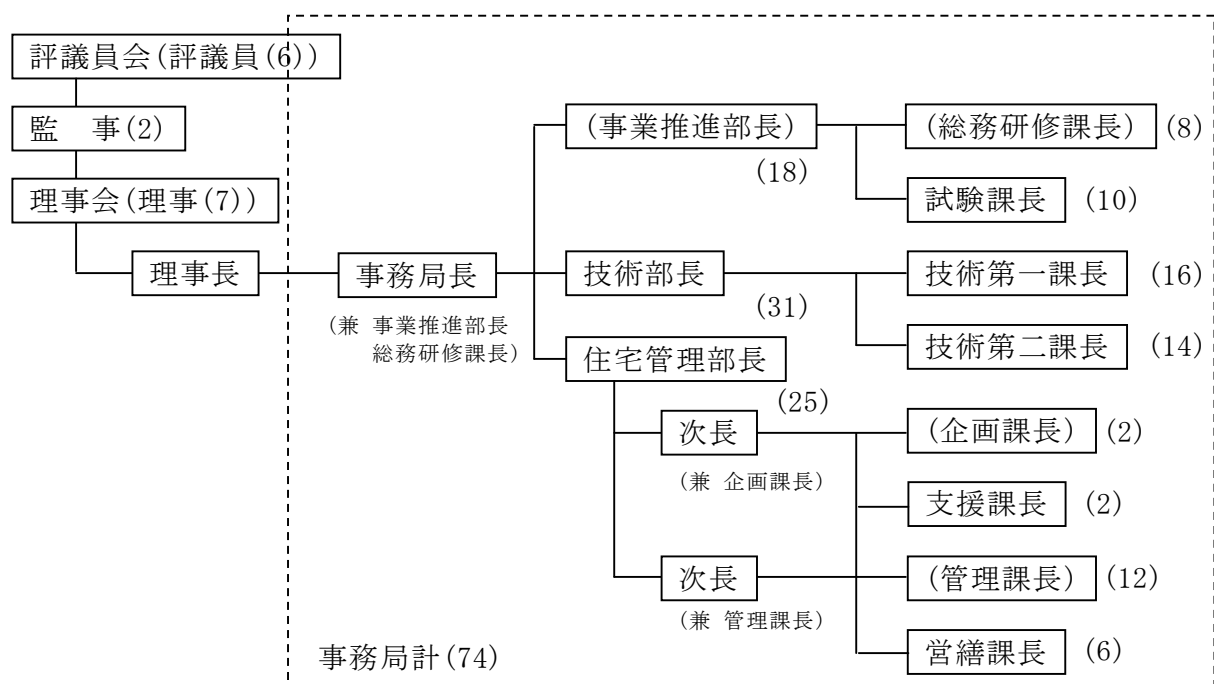 評議員会(評議員(6))
監　事(2)
理事会(理事(7))
理事長
事務局長
(兼 事業推進部長
総務研修課長)
(事業推進部長)
(18)
(総務研修課長)
(8)
試験課長
(10)
技術部長
(31)
技術第一課長
(16)
技術第二課長
(14)
住宅管理部長
(25)
次長
(兼 企画課長)
(企画課長)
(2)
支援課長
(2)
次長
(兼 管理課長)
(管理課長)
(12)
営繕課長
(6)
事務局計(74)